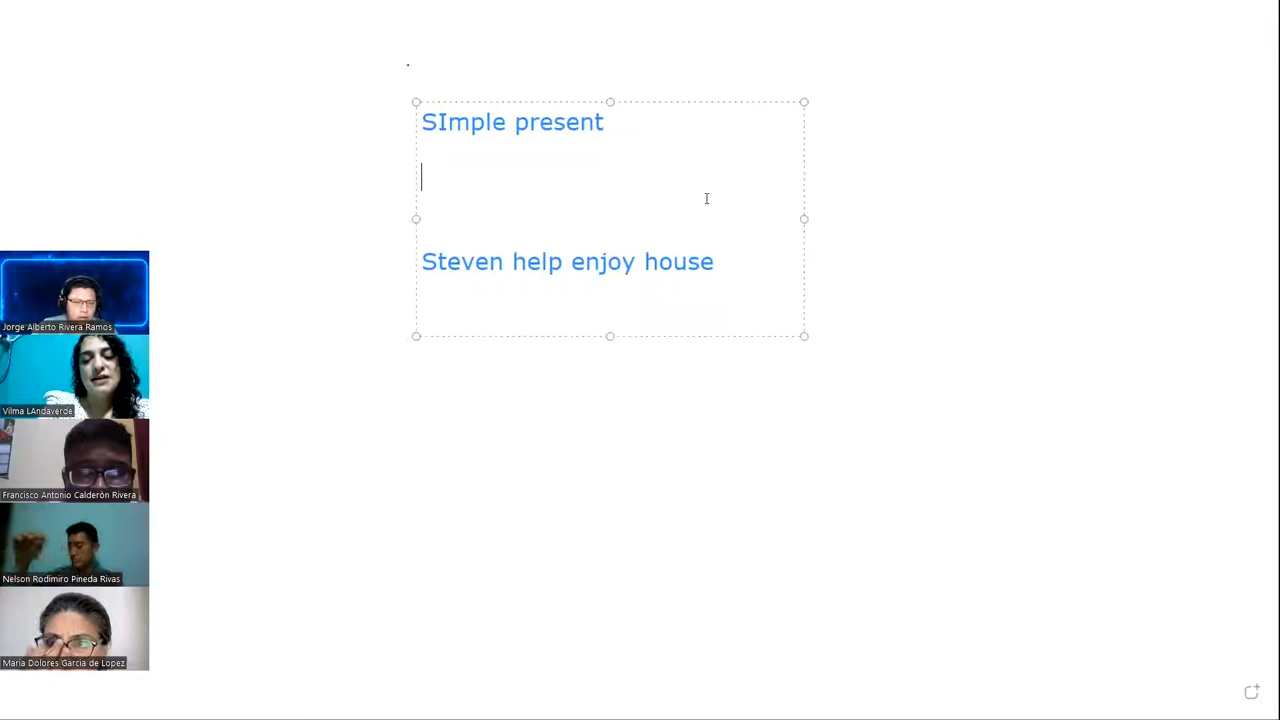 SImple present
Steven help enjoy house
Jorge Alberto Rivera Ramos
Vilma LAndaverde
Francisco Antonio Calderòn Rivera
Nelson Rodimiro Pineda Rivas
Maria Dolores Garcia de Lopez